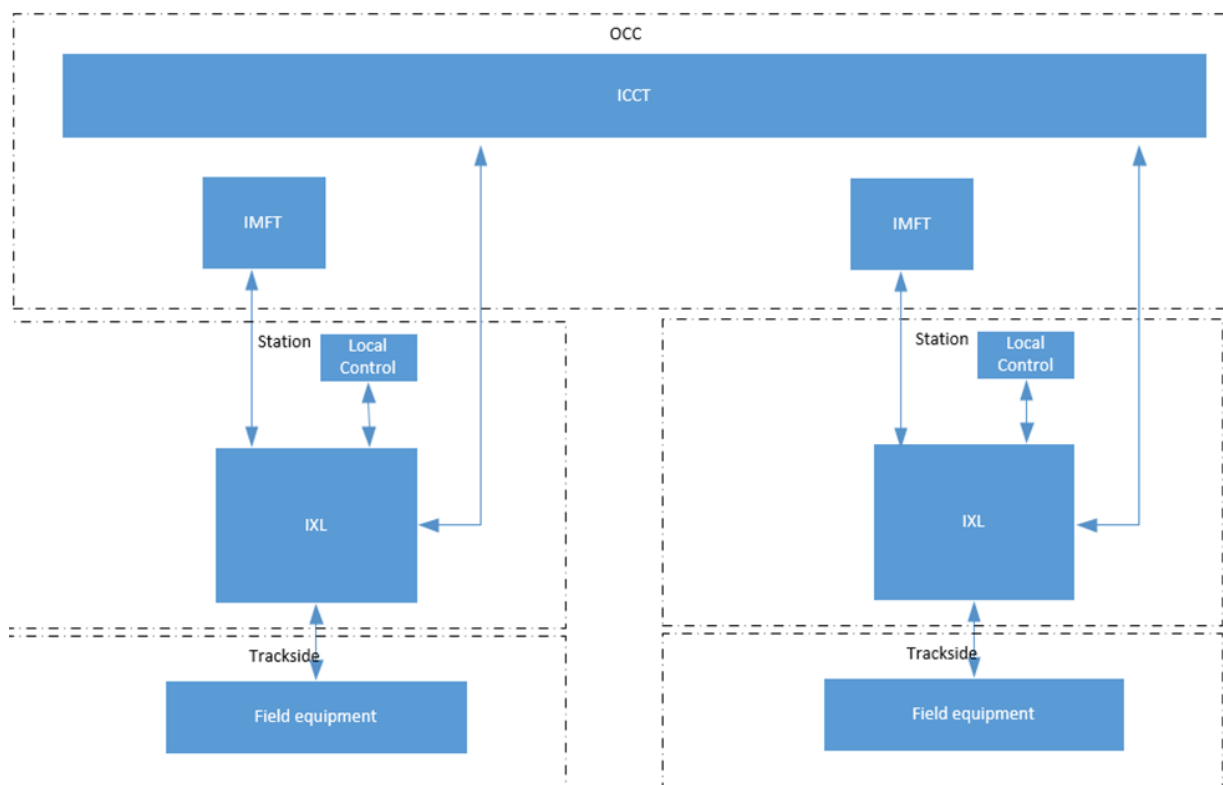 OCC
ICCT
IMFT
IMFT
Station
Local
Control
Station
Local
Control
IXL
IXL
Trackside
Trackside
Field equipment
Field equipment